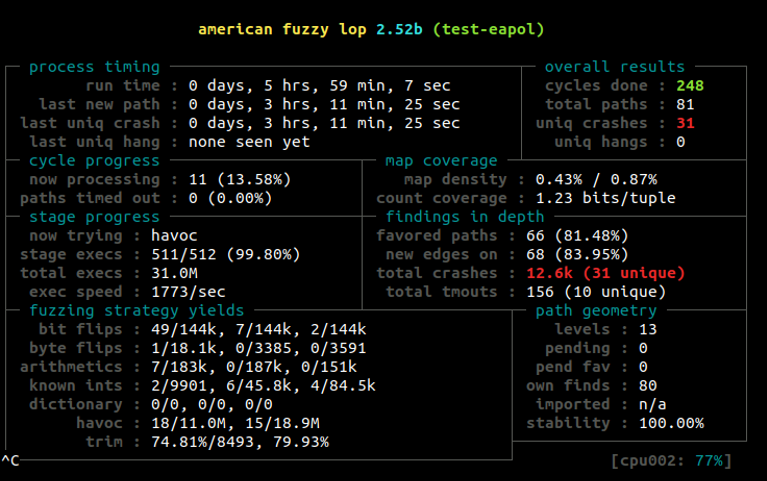 american fuzzy lop 2.52b (test-eapol)
process timing
run time : 0 days, 5 hrs, 59 min, 7 sec
last new path : 0 days, 3 hrs, 11 min, 25 sec
last uniq crash : 0 days, 3 hrs, 11 min, 25 sec
last uniq hang : none seen yet
overall results
cycles done : 248
total paths : 81
uniq crashes : 31
uniq hangs : 0
cycle progress
now processing : 11 (13.58%)
paths timed out : 0 (0.00%)
map coverage
map density : 0.43% / 0.87%
count coverage : 1.23 bits/tuple
stage progress
now trying : havoc
stage execs : 511/512 (99.80%)
total execs : 31.0M
exec speed : 1773/sec
findings in depth
favored paths : 66 (81.48%)
new edges on : 68 (83.95%)
total crashes : 12.6k (31 unique)
total tmouts : 156 (10 unique)
fuzzing strategy yields
bit flips : 49/144k, 7/144k, 2/144k
byte flips : 1/18.1k, 0/3385, 0/3591
arithmetics : 7/183k, 0/187k, 0/151k
known ints : 2/9901, 6/45.8k, 4/84.5k
dictionary : 0/0, 0/0, 0/0
havoc : 18/11.0M, 15/18.9M
trim : 74.81%/8493, 79.93%
path geometry
levels : 13
pending : 0
pend fav : 0
own finds : 80
imported : n/a
stability : 100.00%
^C
[cpu002: 77%]